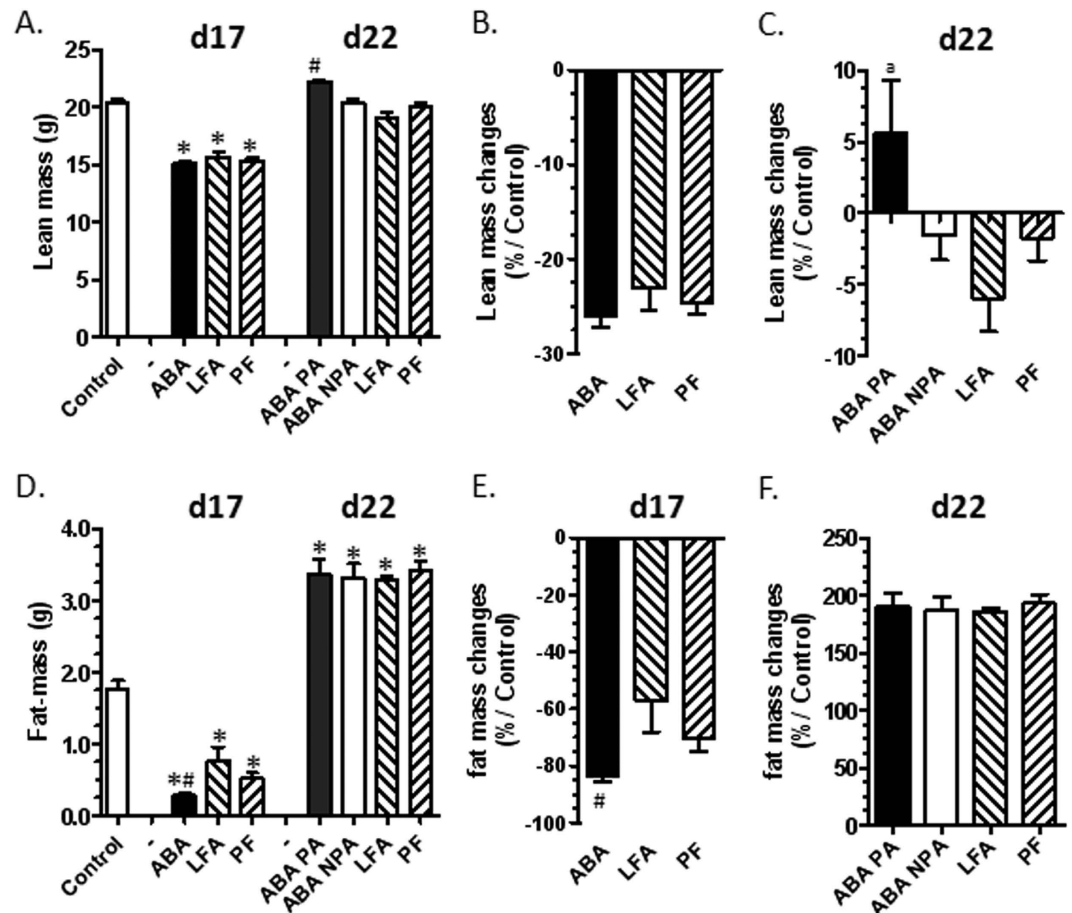 A.
d17
d22
Lean mass (g)
25
20
15
10
5
0
*
*
*
#
Control
-
ABA
LFA
PF
-
ABA PA
ABA NPA
LFA
PF
B.
Lean mass changes
(% / Control)
0
-10
-20
-30
ABA
LFA
PF
C.
d22
Lean mass changes
(% / Control)
10
5
0
-5
-10
a
ABA PA
ABA NPA
LFA
PF
D.
d17
d22
Fat-mass (g)
4.0
3.0
2.0
1.0
0.0
*#
*
*
*
*
*
*
Control
-
ABA
LFA
PF
-
ABA PA
ABA NPA
LFA
PF
E.
d17
fat mass changes
(% / Control)
0
-20
-40
-60
-80
-100
#
ABA
LFA
PF
F.
d22
fat mass changes
(% / Control)
250
200
150
100
50
0
ABA PA
ABA NPA
LFA
PF